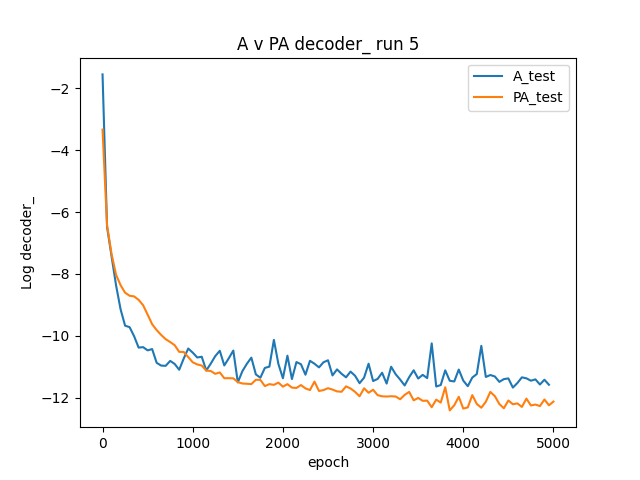 A v PA decoder_ run 5
A_test
PA_test
Log decoder_
−2
−4
−6
−8
−10
−12
0
1000
2000
3000
4000
5000
epoch